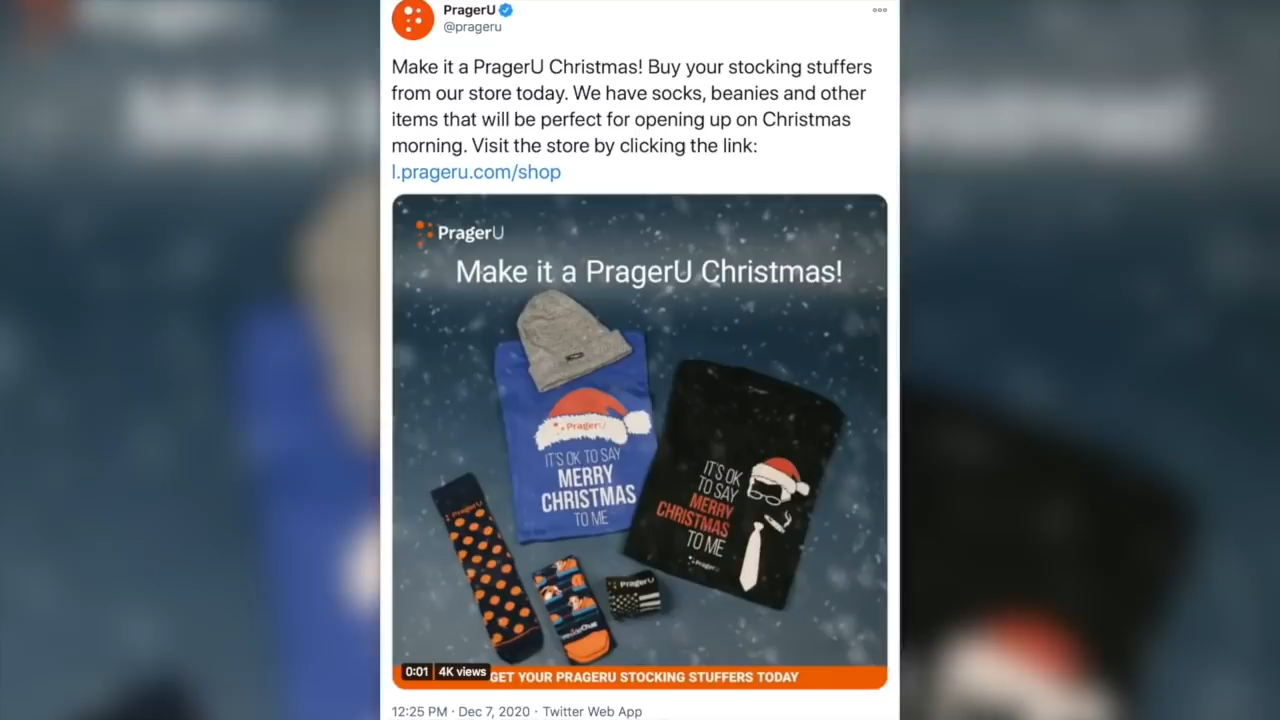 PragerU
@prageru
Make it a PragerU Christmas! Buy your stocking stuffers
from our store today. We have socks, beanies and other
items that will be perfect for opening up on Christmas
morning. Visit the store by clicking the link:
l.prageru.com/shop
PragerU
Make it a PragerU Christmas!
PragerU
IT'S OK TO SAY
MERRY
CHRISTMAS
TO ME
IT'S OK
TO SAY
MERRY
CHRISTMAS
TO ME
PragerU
PragerU
PragerU
0:01 4K views
GET YOUR PRAGERU STOCKING STUFFERS TODAY
12:25 PM · Dec 7, 2020 · Twitter Web App